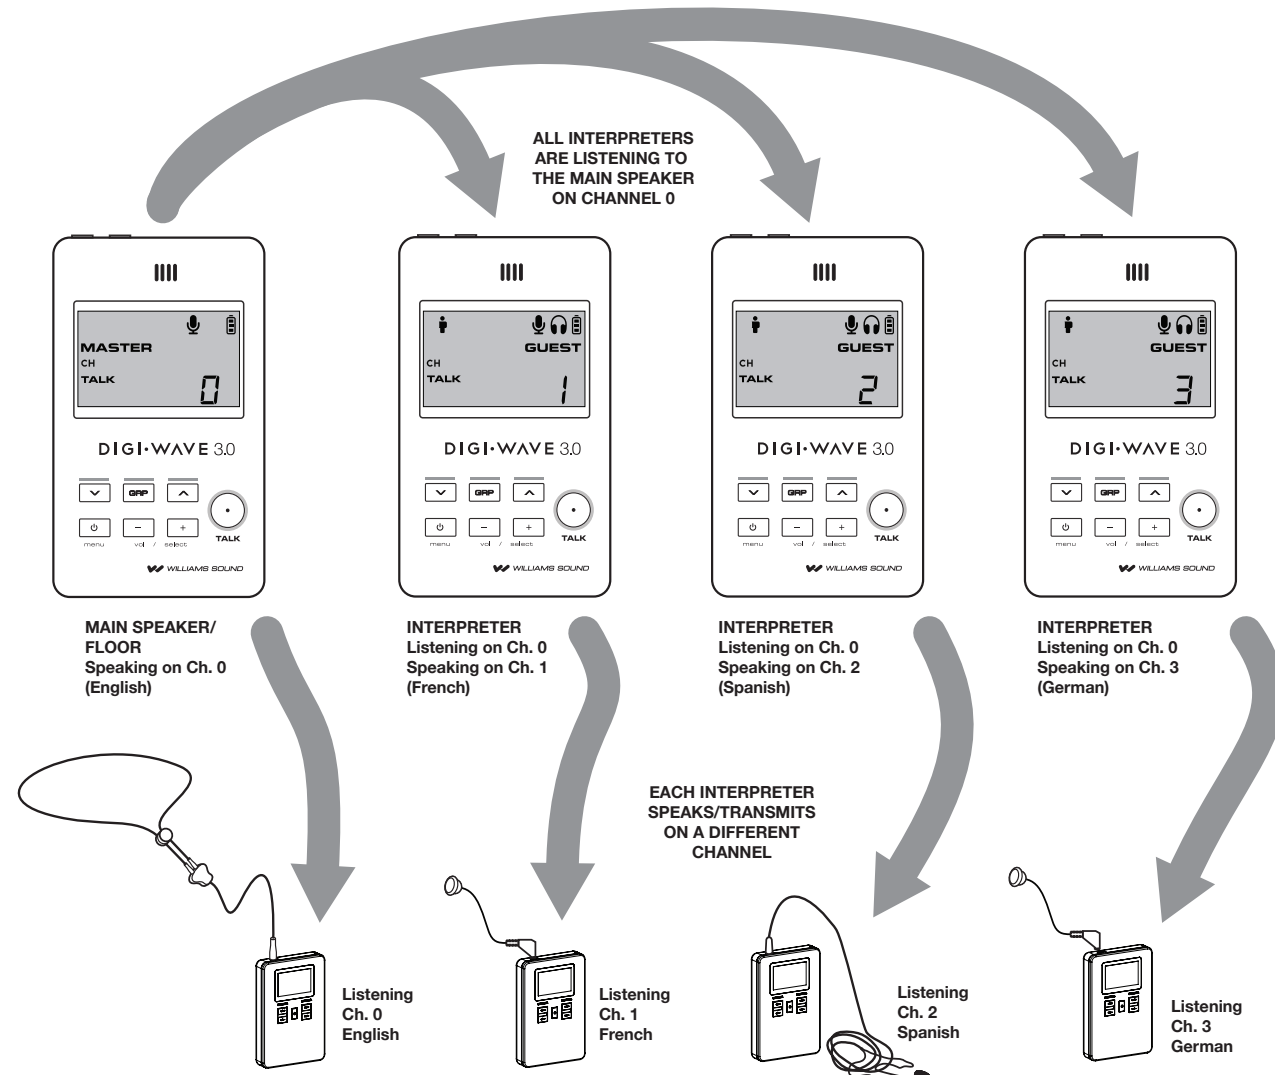 ALL INTERPRETERS
ARE LISTENING TO
THE MAIN SPEAKER
ON CHANNEL 0
MASTER
CH
TALK
0
DIGI•WAVE 3.0
GRP
TALK
menu vol / select
WILLIAMS SOUND
GUEST
CH
TALK
1
DIGI•WAVE 3.0
GRP
TALK
menu vol / select
WILLIAMS SOUND
GUEST
CH
TALK
2
DIGI•WAVE 3.0
GRP
TALK
menu vol / select
WILLIAMS SOUND
GUEST
CH
TALK
3
DIGI•WAVE 3.0
GRP
TALK
menu vol / select
WILLIAMS SOUND
MAIN SPEAKER/
FLOOR
Speaking on Ch. 0
(English)
INTERPRETER
Listening on Ch. 0
Speaking on Ch. 1
(French)
INTERPRETER
Listening on Ch. 0
Speaking on Ch. 2
(Spanish)
INTERPRETER
Listening on Ch. 0
Speaking on Ch. 3
(German)
EACH INTERPRETER
SPEAKS/TRANSMITS
ON A DIFFERENT
CHANNEL
Listening
Ch. 0
English
Listening
Ch. 1
French
Listening
Ch. 2
Spanish
Listening
Ch. 3
German